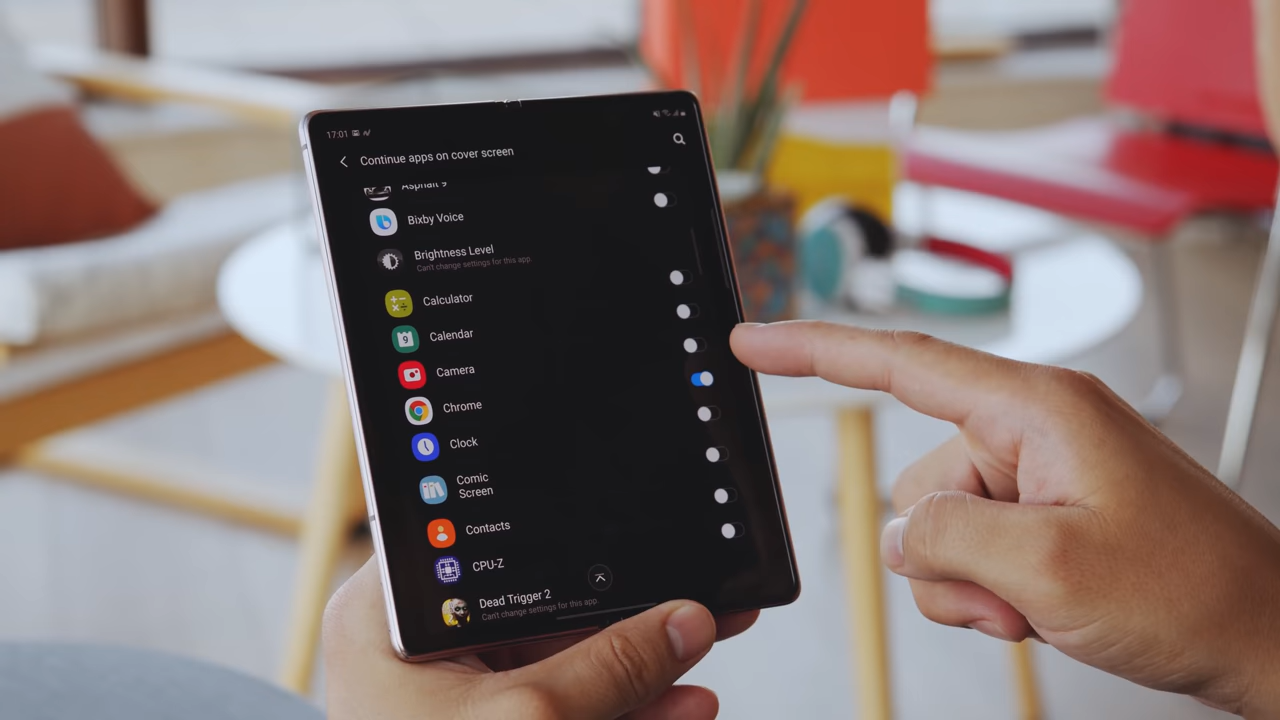 17:01
Continue apps on cover screen
Asphalt 9
Bixby Voice
Brightness Level
Can't change settings for this app.
Calculator
Calendar
9
Camera
Chrome
Clock
Comic
Screen
Contacts
CPU-Z
Dead Trigger 2
Can't change settings for this app.